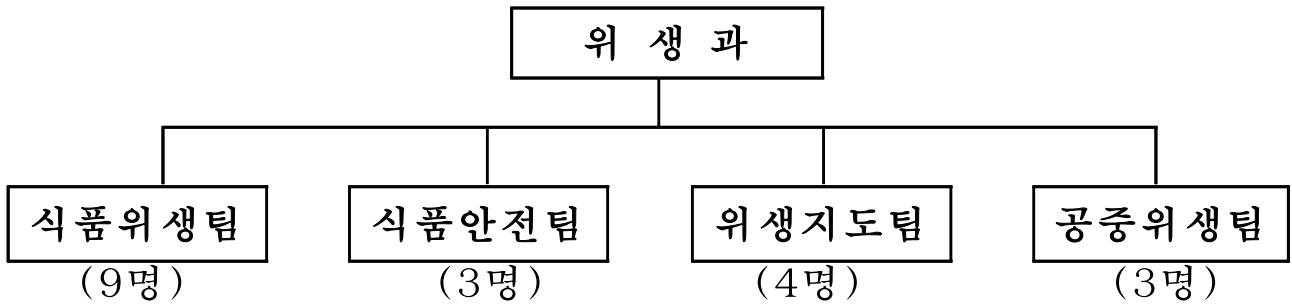 위 생 과
식품위생팀 식품안전팀 위생지도팀 공중위생팀
(9명) (3명) (4명) (3명)